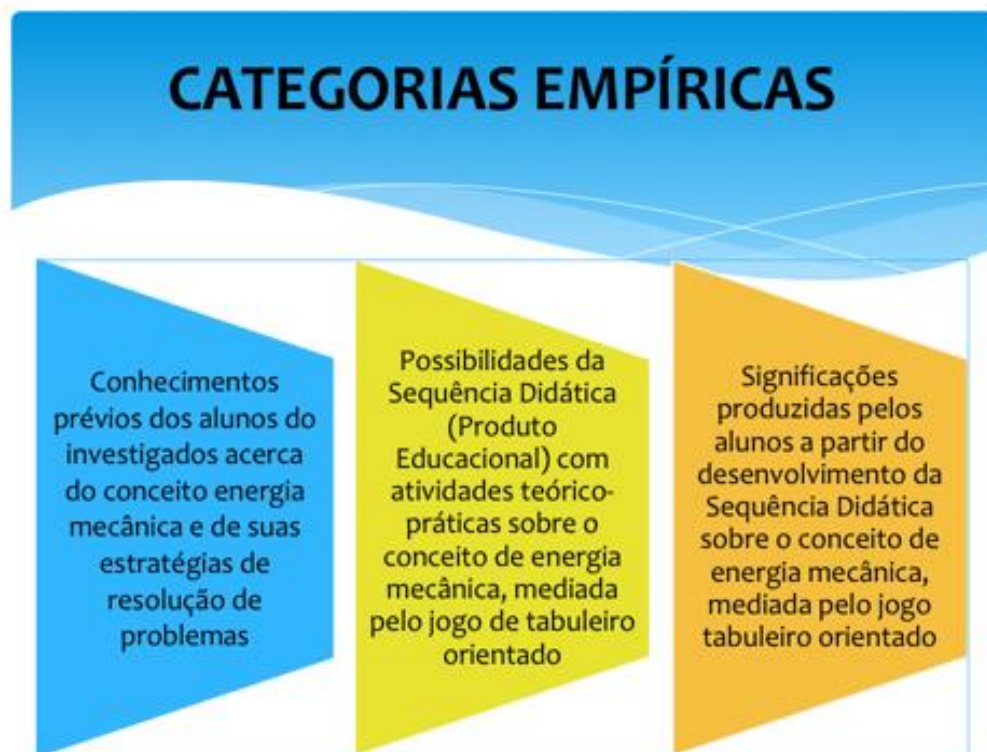 CATEGORIAS EMPÍRICAS
Conhecimentos
prévios dos alunos do
investigados acerca
do conceito energia
mecânica e de suas
estratégias de
resolução de
problemas
Possibilidades da
Sequência Didática
(Produto
Educacional) com
atividades teórico-
práticas sobre o
conceito de energia
mecânica, mediada
pelo jogo de tabuleiro
orientado
Significações
produzidas pelos
alunos a partir do
desenvolvimento da
Sequência Didática
sobre o conceito de
energia mecânica,
mediada pelo jogo
tabuleiro orientado